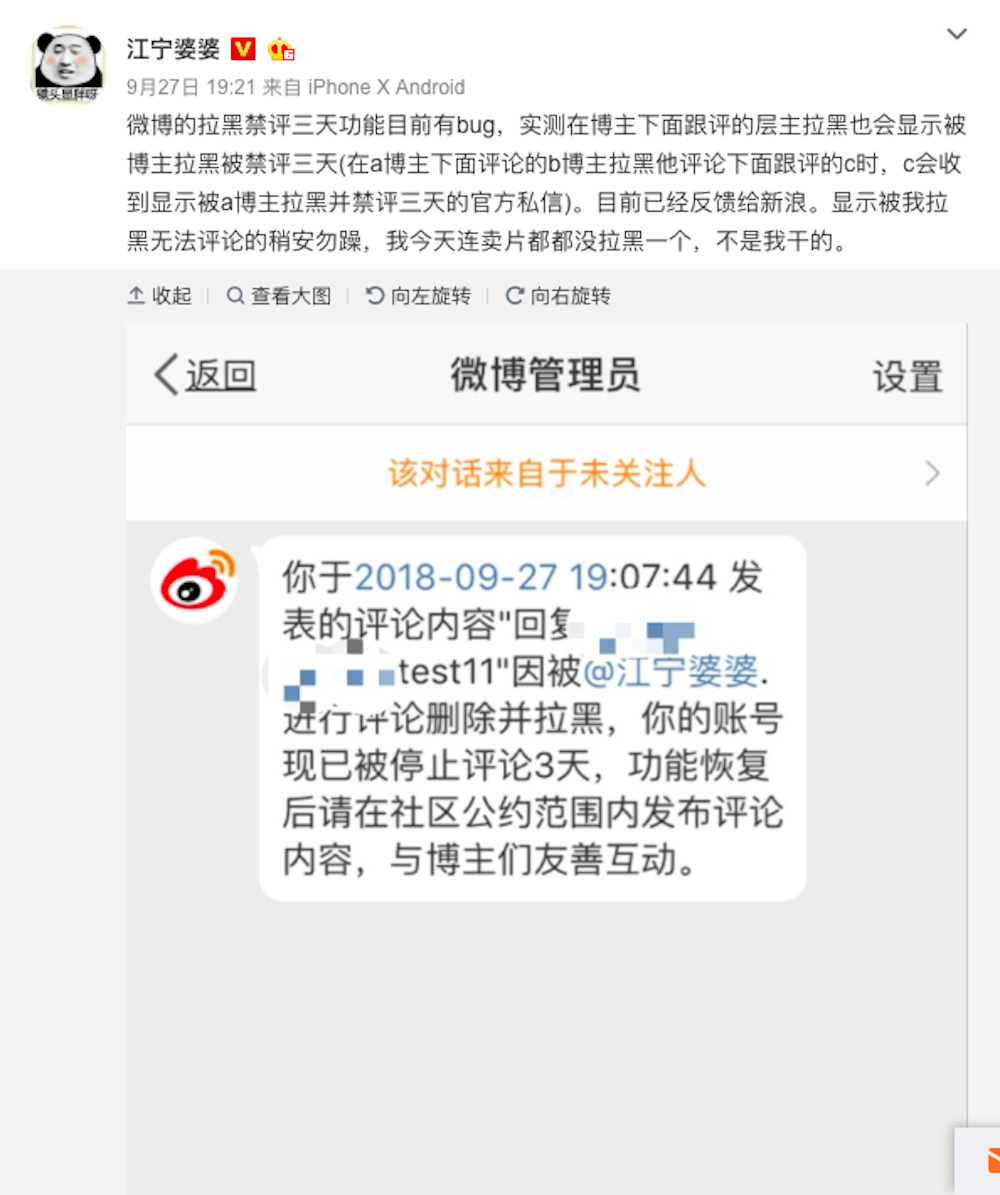 江宁婆婆
9月27日 19:21 来自 iPhone X Android
微博的拉黑禁评三天功能目前有bug，实测在博主下面跟评的层主拉黑也会显示被
博主拉黑被禁评三天(在a博主下面评论的b博主拉黑他评论下面跟评的c时，c会收
到显示被a博主拉黑并禁评三天的官方私信)。目前已经反馈给新浪。显示被我拉
黑无法评论的稍安勿躁，我今天连卖片都都没拉黑一个，不是我干的。
收起 查看大图 向左旋转 向右旋转
返回 微博管理员 设置
该对话来自于未关注人
你于2018-09-27 19:07:44 发
表的评论内容"回复
test11"因被@江宁婆婆.
进行评论删除并拉黑，你的账号
现已被停止评论3天，功能恢复
后请在社区公约范围内发布评论
内容，与博主们友善互动。